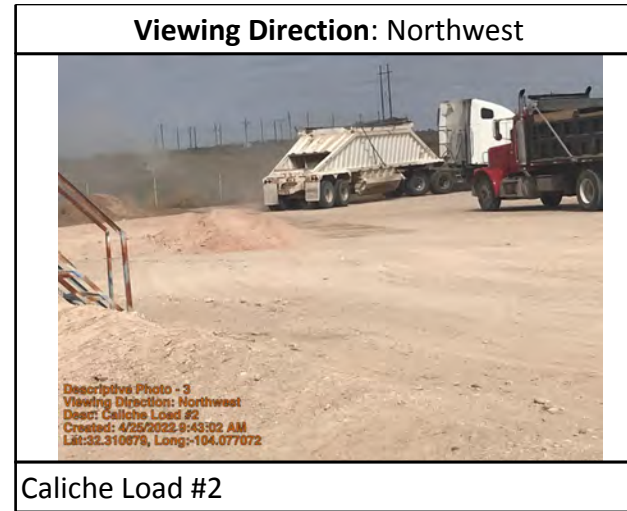 Viewing Direction: Northwest
Descriptive Photo - 3
Viewing Direction: Northwest
Desc: Caliche Load #2
Created: 4/25/2022 9:43:02 AM
Lat:32.310679, Long:-104.077072
Caliche Load #2